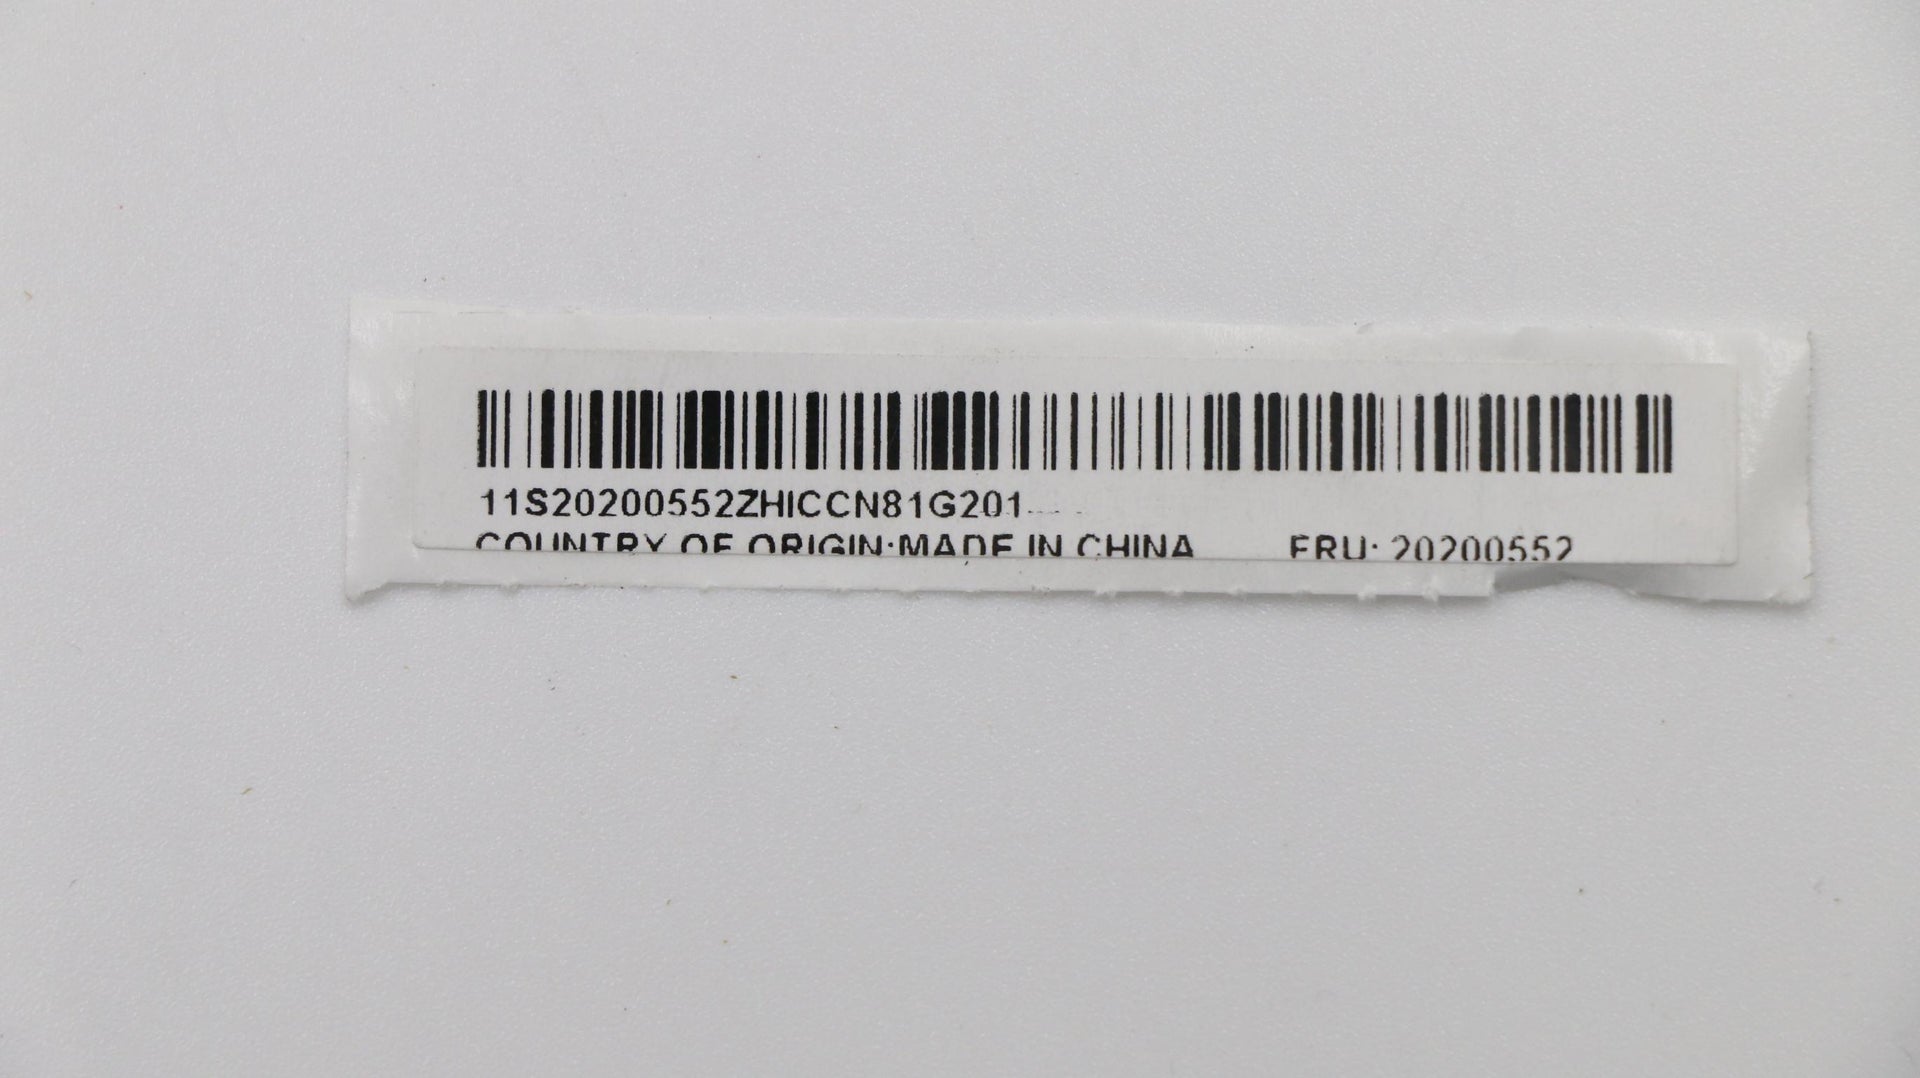 11S20200552ZHICCN81G201
COUNTRY OF ORIGIN:MADE IN CHINA FRU: 20200552